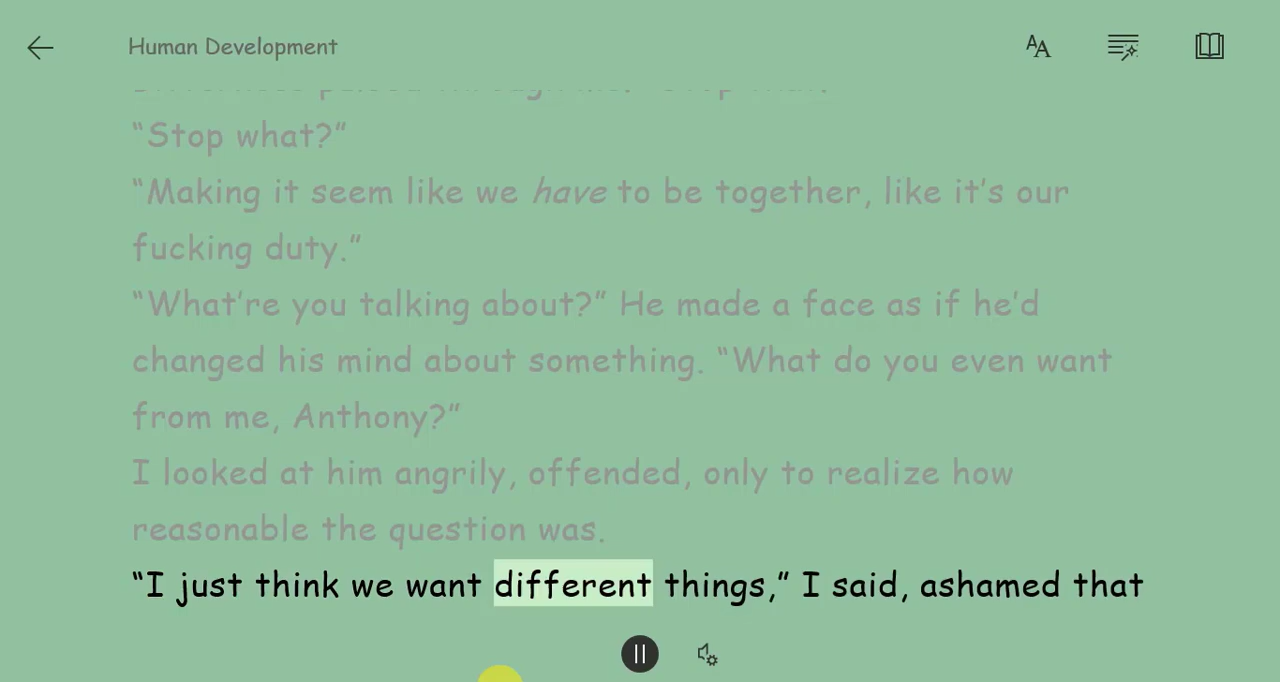 Human Development
"Stop what?"
"Making it seem like we have to be together, like it's our
fucking duty."
"What're you talking about?" He made a face as if he'd
changed his mind about something. "What do you even want
from me, Anthony?"
I looked at him angrily, offended, only to realize how
reasonable the question was.
"I just think we want different things," I said, ashamed that